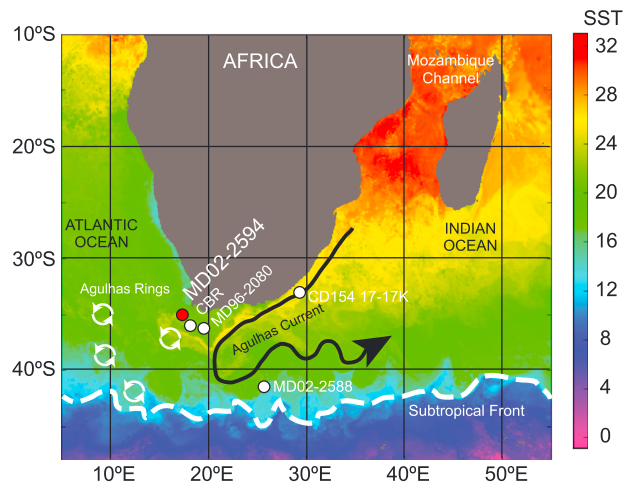 SST
10ºS
20ºS
30ºS
40ºS
AFRICA
Mozambique
Channel
ATLANTIC
OCEAN
INDIAN
OCEAN
MD02-2594
CBR
MD96-2080
Agulhas Rings
CD154 17-17K
Agulhas Current
MD02-2588
Subtropical Front
10ºE
20ºE
30ºE
40ºE
50ºE
32
28
24
20
16
12
8
4
0